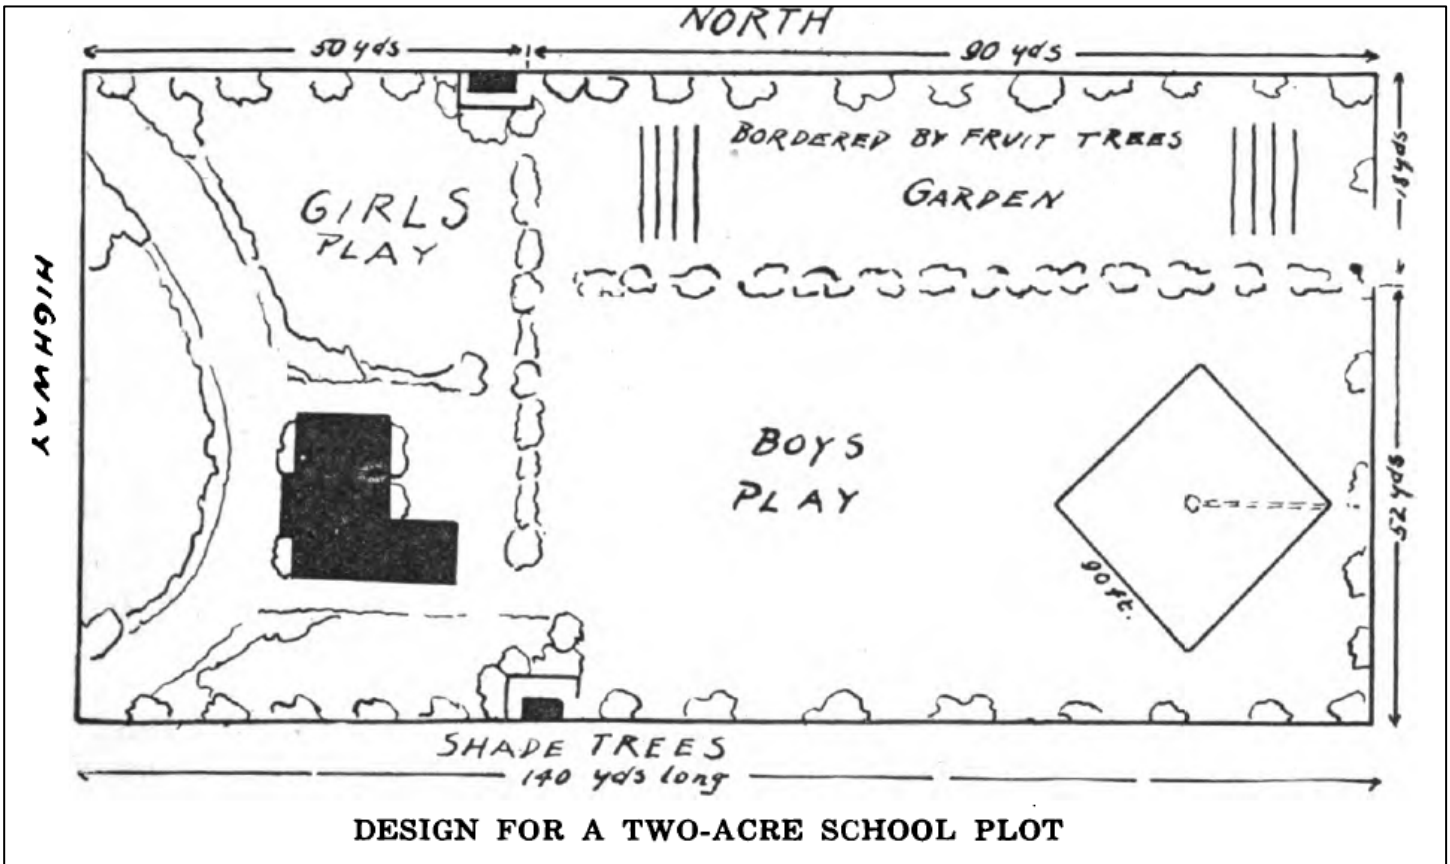 NORTH
50 yds
90 yds
BORDERED BY FRUIT TREES
GARDEN
18 yds
GIRLS
PLAY
HIGHWAY
BOYS
PLAY
52 yds
90 ft.
SHADE TREES
140 yds long
DESIGN FOR A TWO-ACRE SCHOOL PLOT